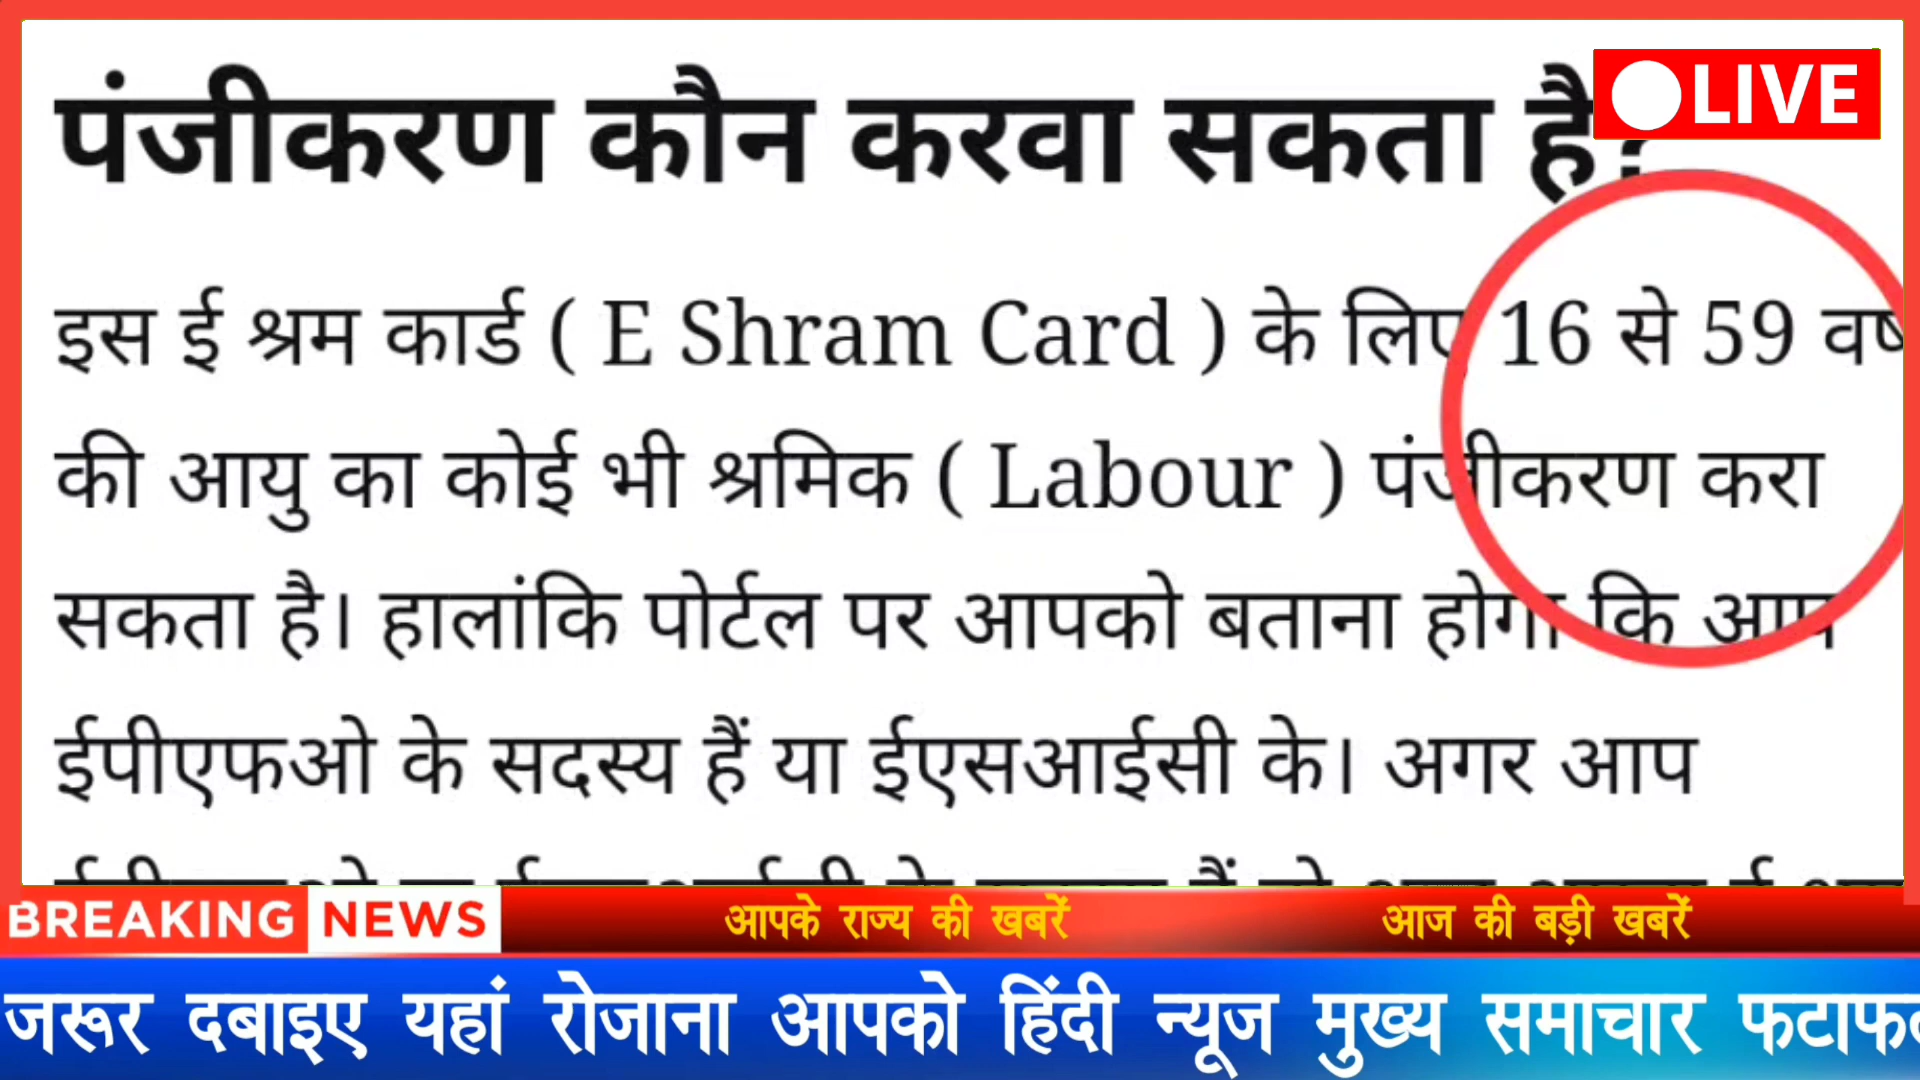 पंजीकरण कौन करवा सकता है?
LIVE
इस ई श्रम कार्ड ( E Shram Card ) के लिए 16 से 59 वर्ष
की आयु का कोई भी श्रमिक ( Labour ) पंजीकरण करा
सकता है। हालांकि पोर्टल पर आपको बताना होगा कि आप
ईपीएफओ के सदस्य हैं या ईएसआईसी के। अगर आप
BREAKING NEWS आपके राज्य की खबरें आज की बड़ी खबरें
जरूर दबाइए यहां रोजाना आपको हिंदी न्यूज मुख्य समाचार